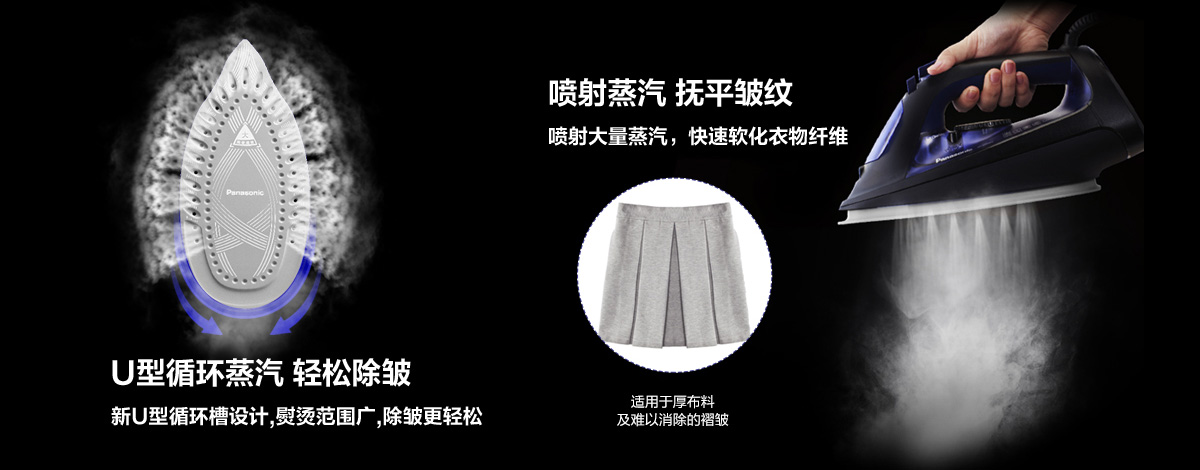 Panasonic
U型循环蒸汽 轻松除皱
新U型循环槽设计,熨烫范围广,除皱更轻松
喷射蒸汽 抚平皱纹
喷射大量蒸汽，快速软化衣物纤维
适用于厚布料
及难以消除的褶皱
Panasonic